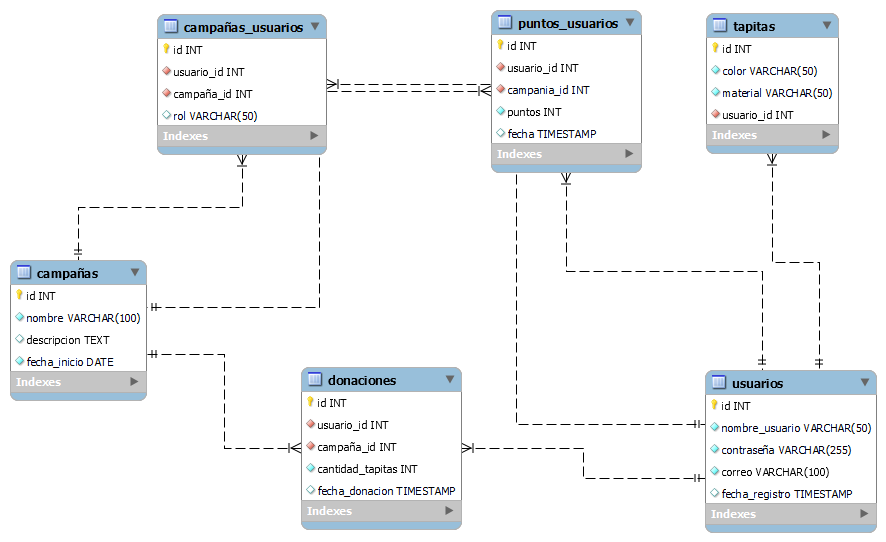 campañas_usuarios
id INT
usuario_id INT
campaña_id INT
rol VARCHAR(50)
Indexes
puntos_usuarios
id INT
usuario_id INT
campania_id INT
puntos INT
fecha TIMESTAMP
Indexes
tapitas
id INT
color VARCHAR(50)
material VARCHAR(50)
usuario_id INT
Indexes
campañas
id INT
nombre VARCHAR(100)
descripcion TEXT
fecha_inicio DATE
Indexes
donaciones
id INT
usuario_id INT
campaña_id INT
cantidad_tapitas INT
fecha_donacion TIMESTAMP
Indexes
usuarios
id INT
nombre_usuario VARCHAR(50)
contraseña VARCHAR(255)
correo VARCHAR(100)
fecha_registro TIMESTAMP
Indexes